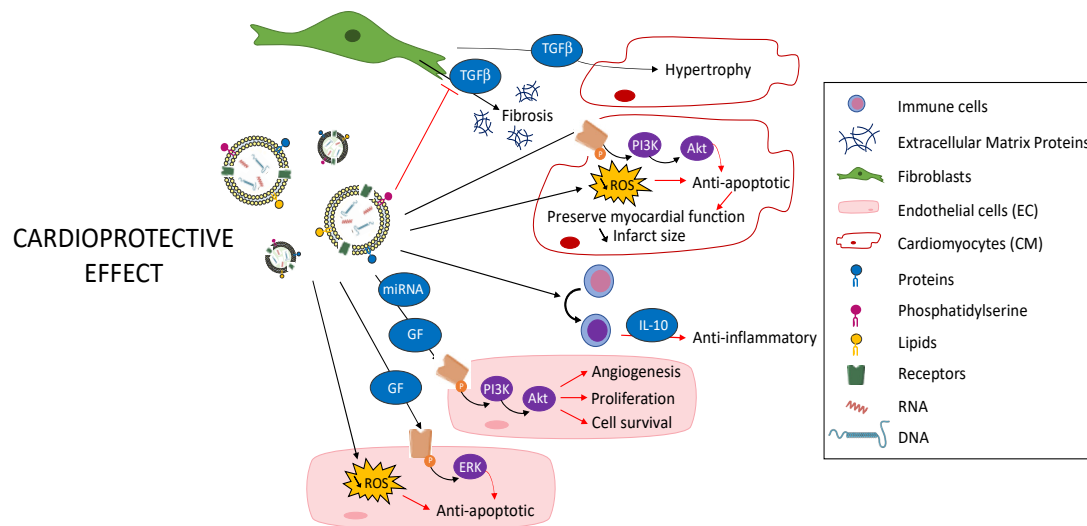 TGFβ
Hypertrophy
TGFβ
Fibrosis
P
PI3K
Akt
ROS
Anti-apoptotic
Preserve myocardial function
Infarct size
CARDIOPROTECTIVE
EFFECT
miRNA
GF
IL-10
Anti-inflammatory
GF
P
PI3K
Akt
Angiogenesis
Proliferation
Cell survival
P
ERK
ROS
Anti-apoptotic
Immune cells
Extracellular Matrix Proteins
Fibroblasts
Endothelial cells (EC)
Cardiomyocytes (CM)
Proteins
Phosphatidylserine
Lipids
Receptors
RNA
DNA